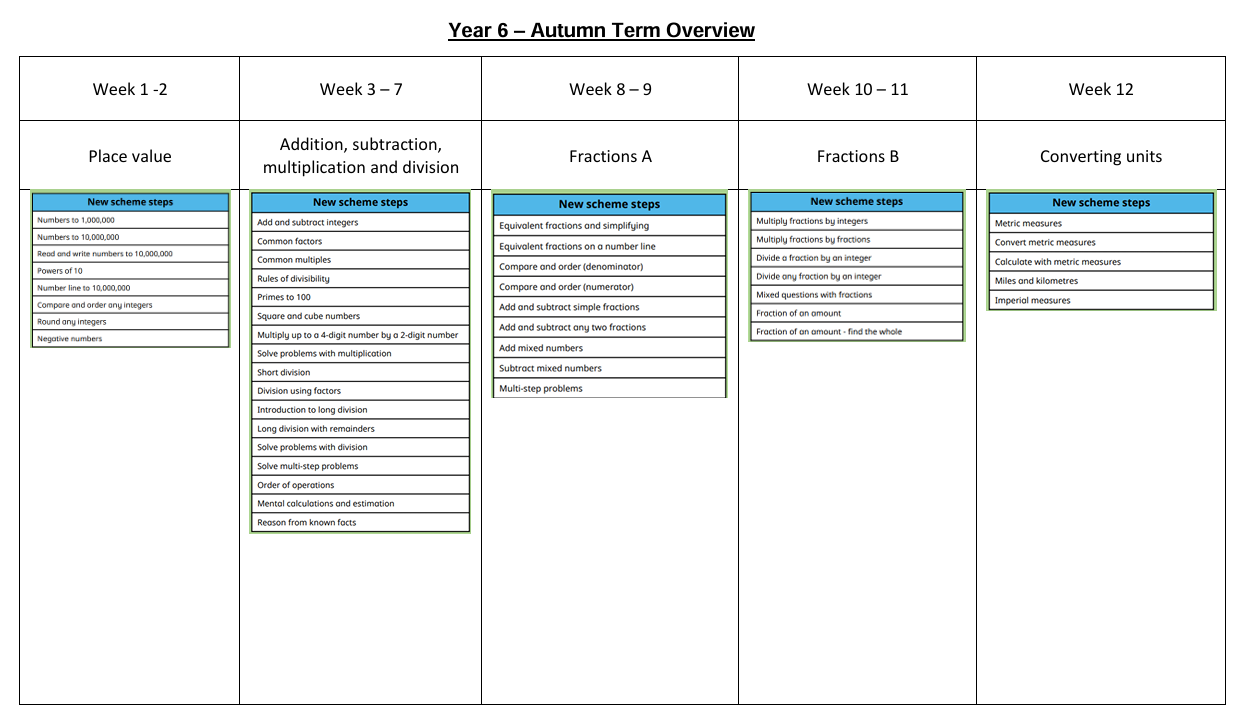 Year 6 – Autumn Term Overview
Week 1 -2
Week 3 – 7
Week 8 – 9
Week 10 – 11
Week 12
Place value
Addition, subtraction,
multiplication and division
Fractions A
Fractions B
Converting units
New scheme steps
Numbers to 1,000,000
Numbers to 10,000,000
Read and write numbers to 10,000,000
Powers of 10
Number line to 10,000,000
Compare and order any integers
Round any integers
Negative numbers
New scheme steps
Add and subtract integers
Common factors
Common multiples
Rules of divisibility
Primes to 100
Square and cube numbers
Multiply up to a 4-digit number by a 2-digit number
Solve problems with multiplication
Short division
Division using factors
Introduction to long division
Long division with remainders
Solve problems with division
Solve multi-step problems
Order of operations
Mental calculations and estimation
Reason from known facts
New scheme steps
Equivalent fractions and simplifying
Equivalent fractions on a number line
Compare and order (denominator)
Compare and order (numerator)
Add and subtract simple fractions
Add and subtract any two fractions
Add mixed numbers
Subtract mixed numbers
Multi-step problems
New scheme steps
Multiply fractions by integers
Multiply fractions by fractions
Divide a fraction by an integer
Divide any fraction by an integer
Mixed questions with fractions
Fraction of an amount
Fraction of an amount - find the whole
New scheme steps
Metric measures
Convert metric measures
Calculate with metric measures
Miles and kilometres
Imperial measures